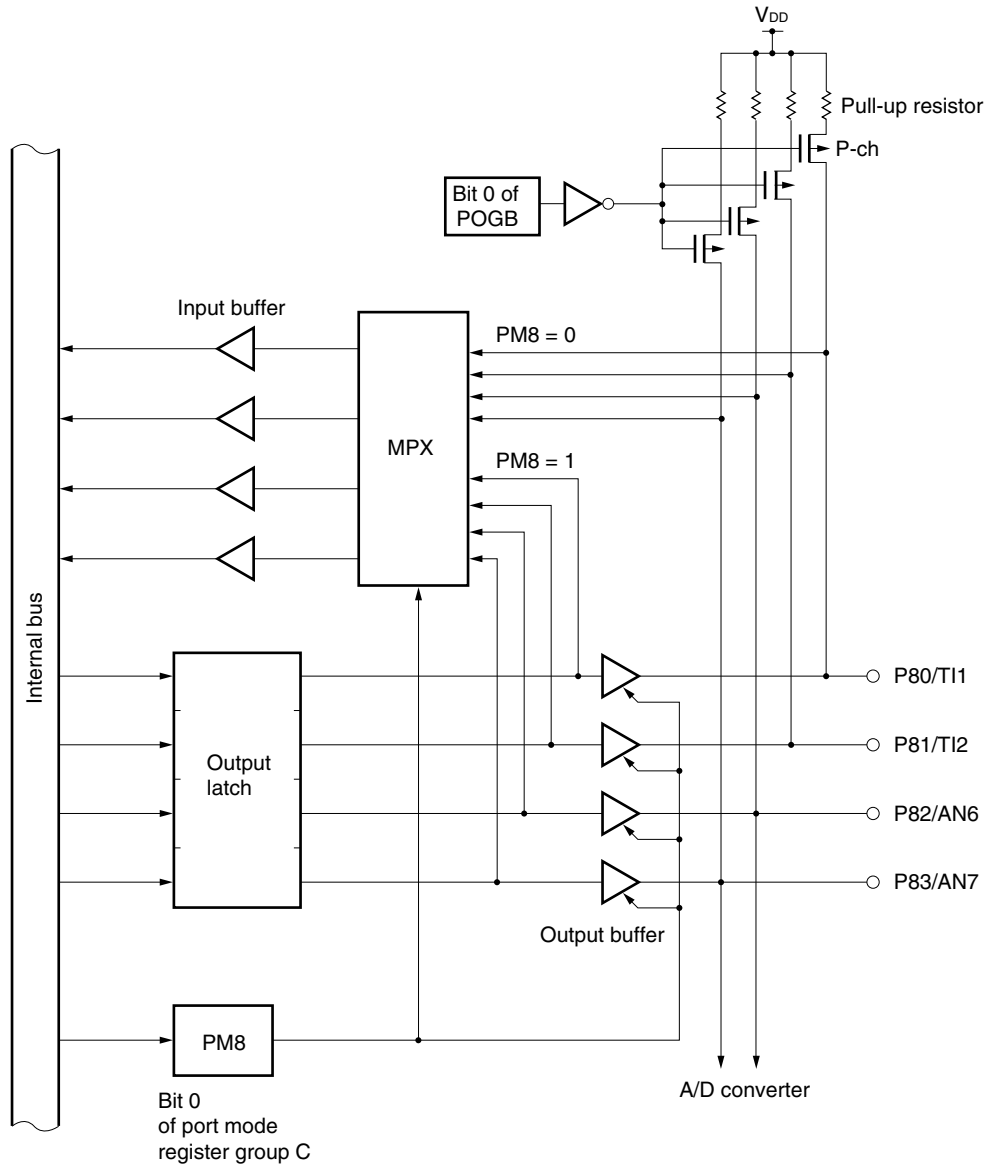 VDD
Pull-up resistor
P-ch
Bit 0 of
POGB
Input buffer
PM8 = 0
MPX
PM8 = 1
Internal bus
Output
latch
P80/TI1
P81/TI2
P82/AN6
P83/AN7
Output buffer
PM8
A/D converter
Bit 0
of port mode
register group C